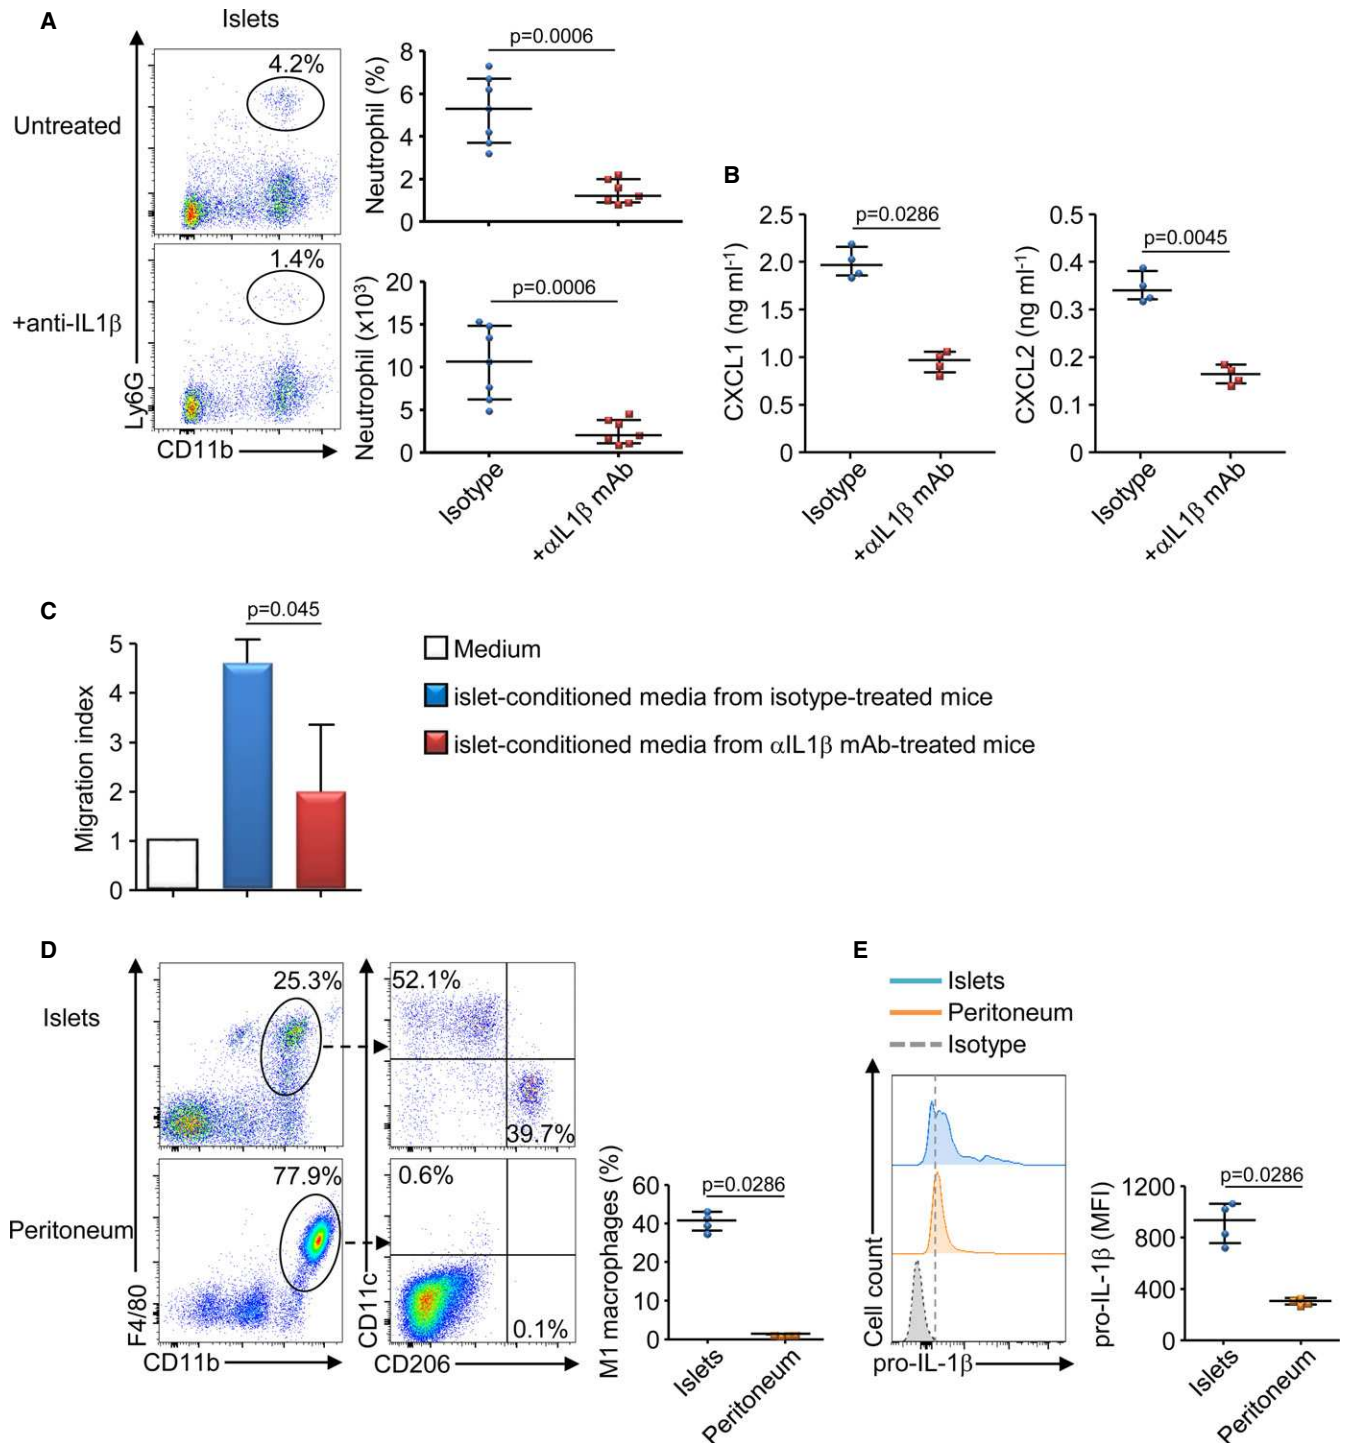 A
Islets
Untreated
4.2%
+anti-IL1β
1.4%
Ly6G
CD11b
Neutrophil (%)
8
6
4
2
0
p=0.0006
Neutrophil (x10³)
20
15
10
5
0
p=0.0006
Isotype
+αIL1β mAb
B
CXCL1 (ng ml⁻¹)
2.5
2.0
1.5
1.0
0.5
0
p=0.0286
Isotype
+αIL1β mAb
CXCL2 (ng ml⁻¹)
0.5
0.4
0.3
0.2
0.1
0
p=0.0045
Isotype
+αIL1β mAb
C
Migration index
5
4
3
2
1
0
p=0.045
Medium
islet-conditioned media from isotype-treated mice
islet-conditioned media from αIL1β mAb-treated mice
D
Islets
25.3%
52.1%
39.7%
Peritoneum
77.9%
0.6%
0.1%
F4/80
CD11b
CD11c
CD206
M1 macrophages (%)
60
40
20
0
p=0.0286
Islets
Peritoneum
E
Islets
Peritoneum
Isotype
Cell count
pro-IL-1β
pro-IL-1β (MFI)
1200
800
400
0
p=0.0286
Islets
Peritoneum